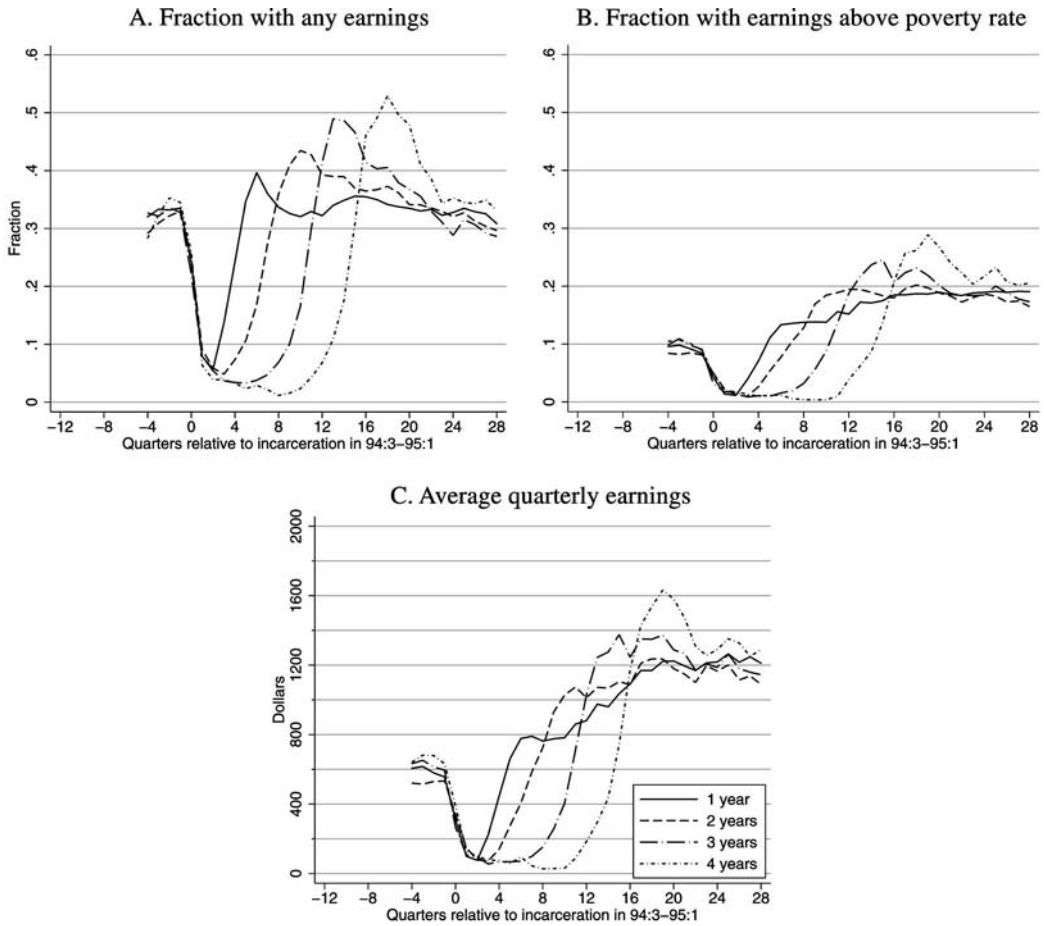 A. Fraction with any earnings
.6
.5
.4
.3
.2
.1
0
Fraction
−12 −8 −4 0 4 8 12 16 20 24 28
Quarters relative to incarceration in 94:3−95:1
B. Fraction with earnings above poverty rate
.6
.5
.4
.3
.2
.1
0
−12 −8 −4 0 4 8 12 16 20 24 28
Quarters relative to incarceration in 94:3−95:1
C. Average quarterly earnings
2000
1600
1200
800
400
0
Dollars
1 year
2 years
3 years
4 years
−12 −8 −4 0 4 8 12 16 20 24 28
Quarters relative to incarceration in 94:3−95:1